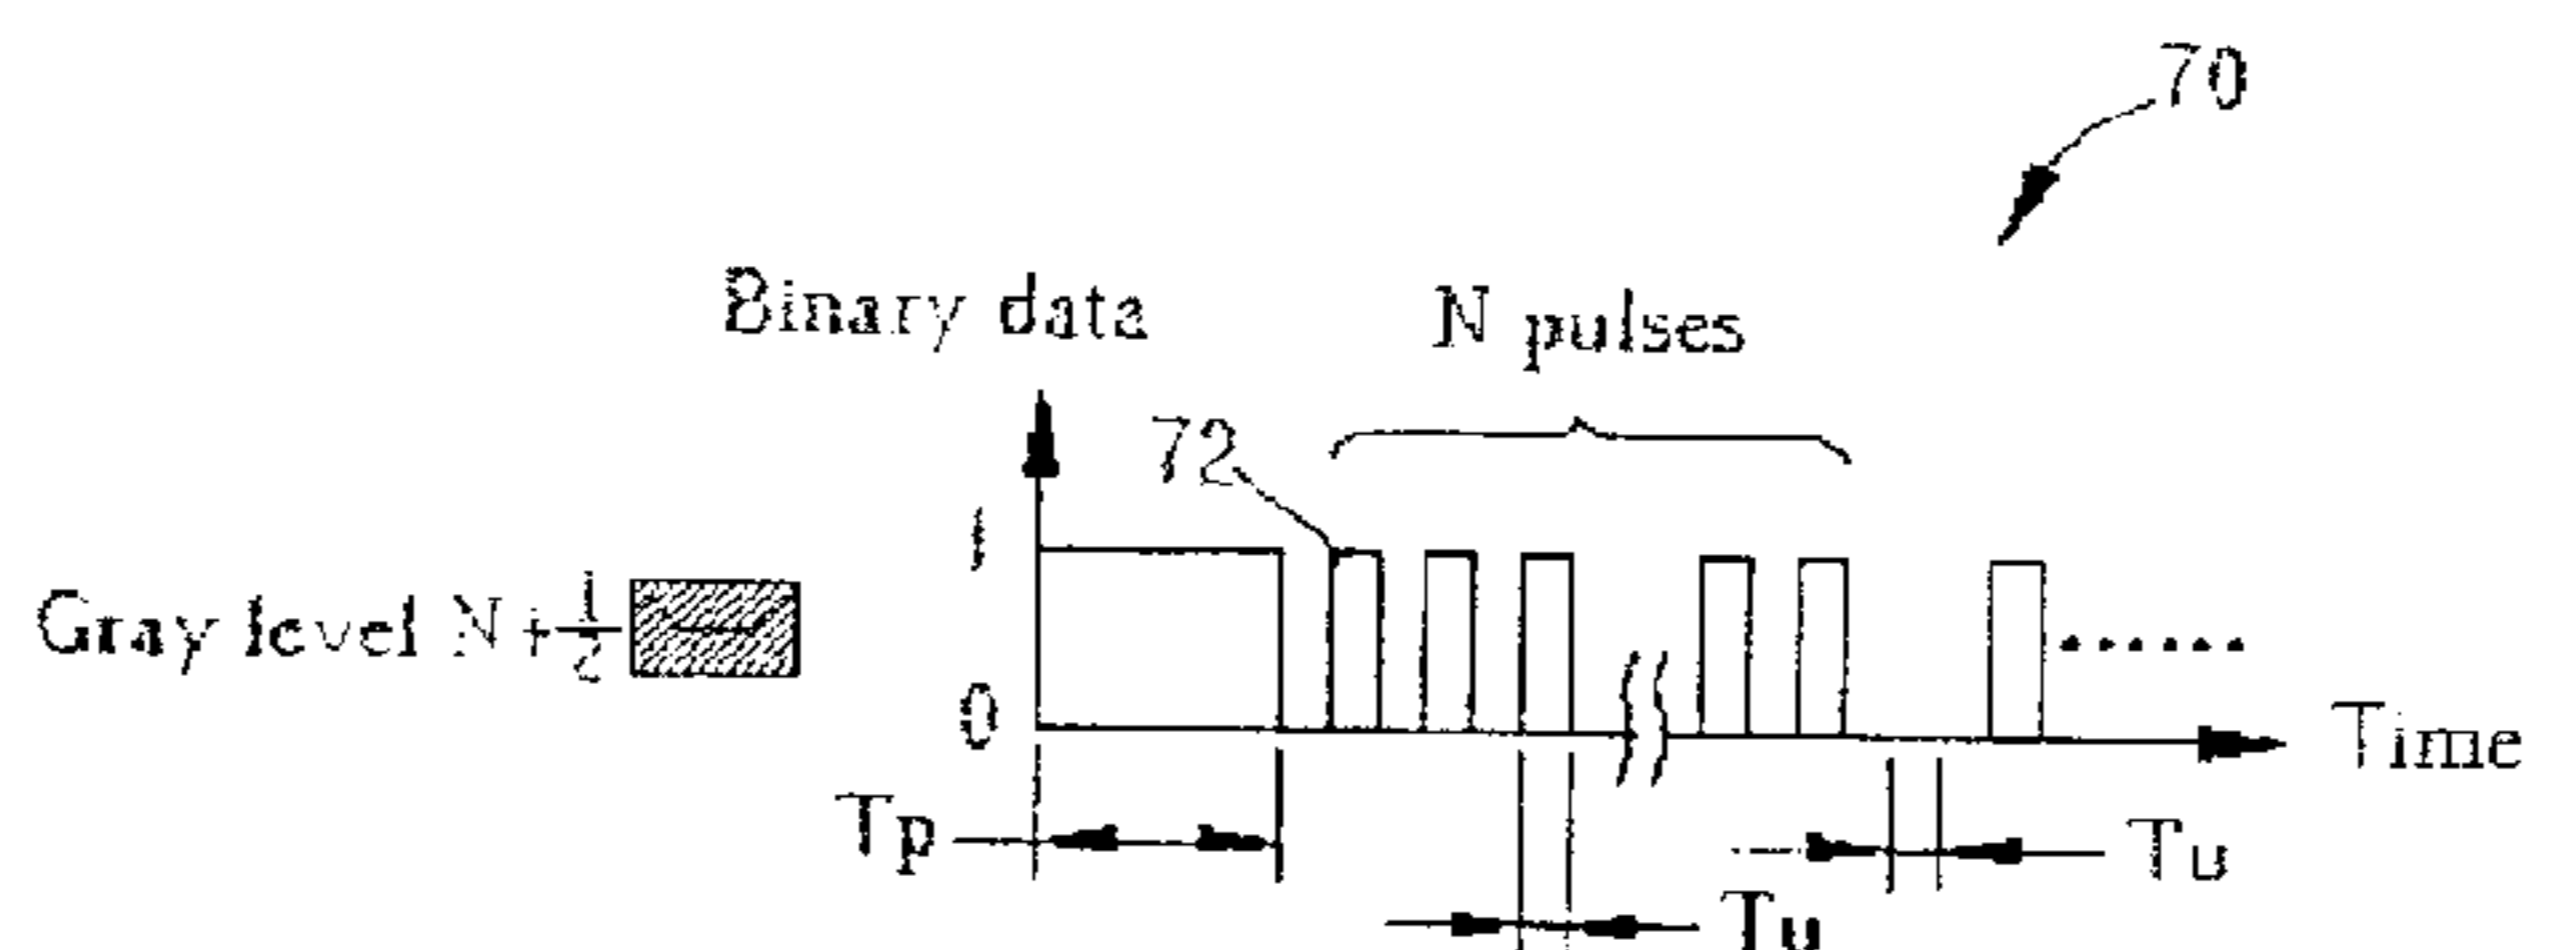 70
Binary data
N pulses
72
1
Gray level N+1/2
0
Time
Tp
Tu
Tu